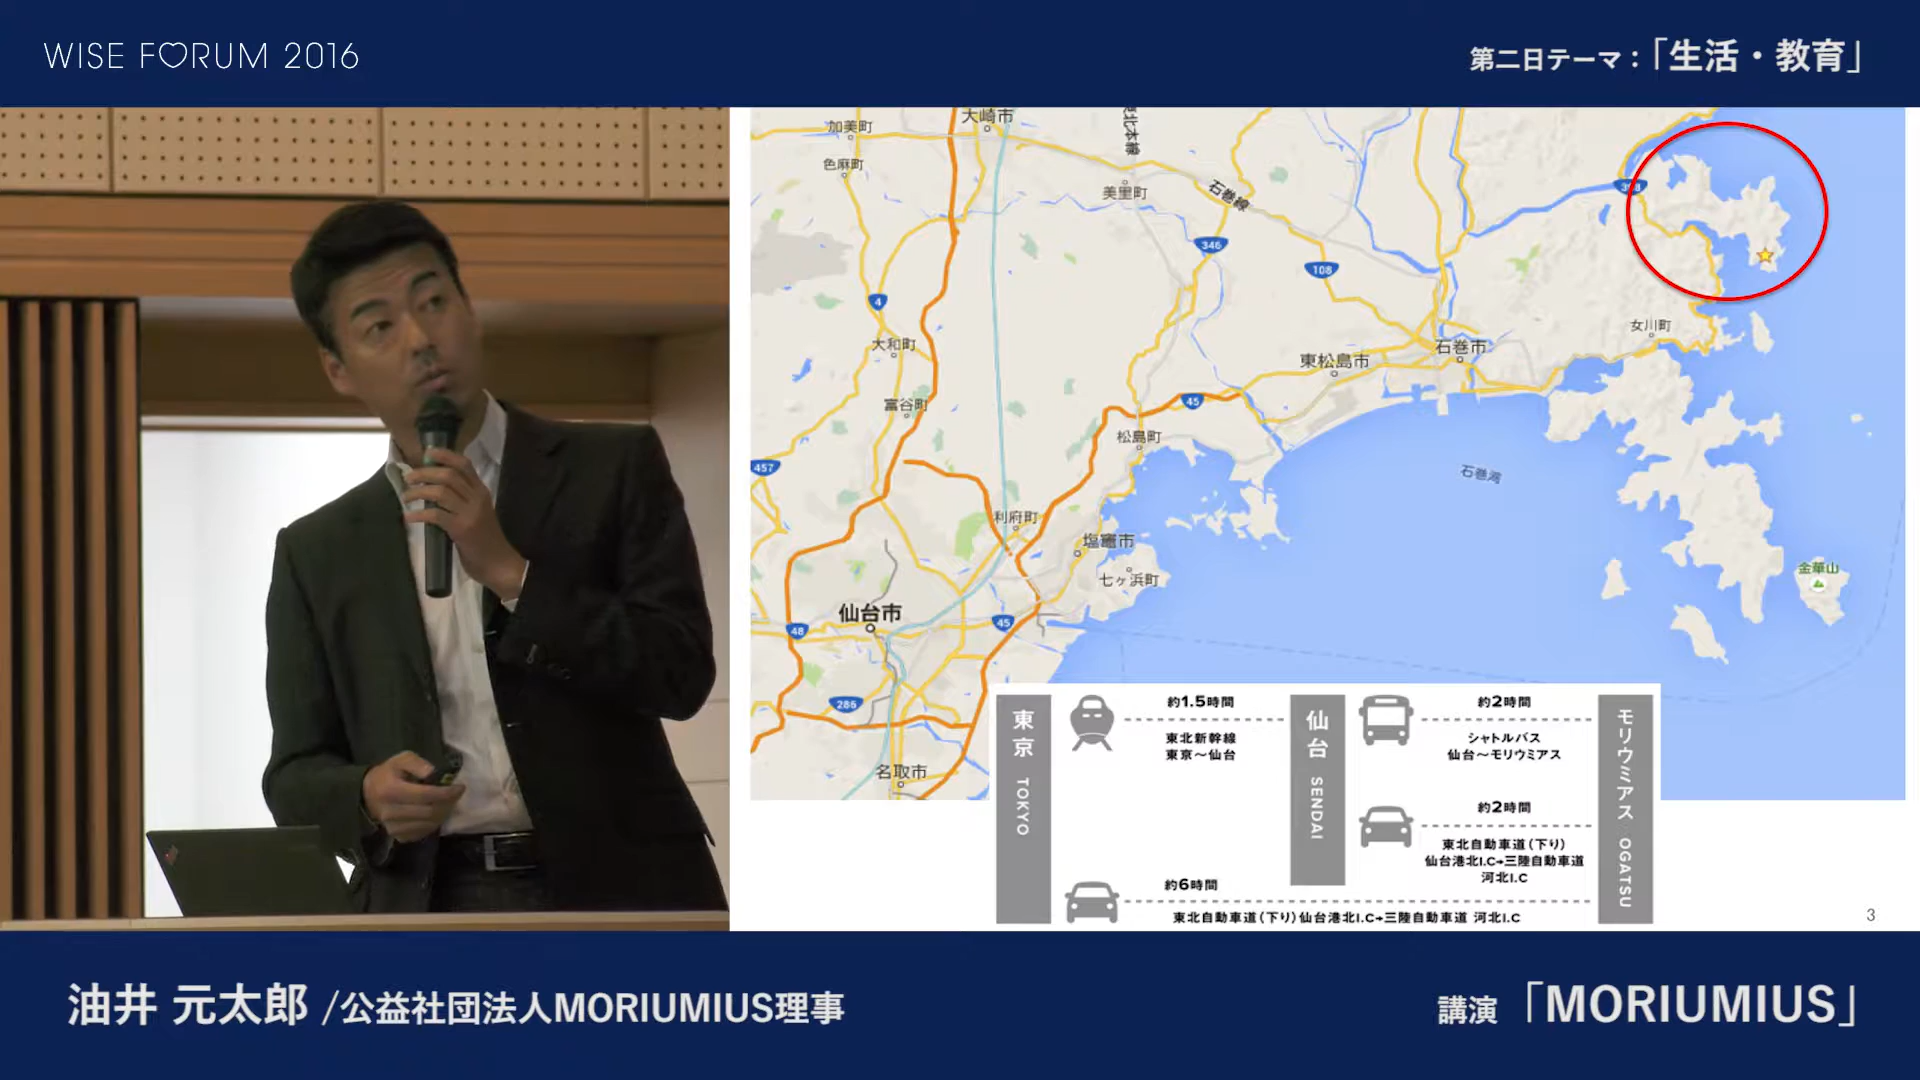 WISE FORUM 2016
第二日テーマ：「生活・教育」
加美町
大崎市
東北本線
色麻町
美里町
石巻線
398
346
108
4
大和町
女川町
石巻市
東松島市
富谷町
45
松島町
457
石巻湾
利府町
塩竈市
七ヶ浜町
金華山
仙台市
48
45
286
名取市
東京 TOKYO
約1.5時間
東北新幹線
東京〜仙台
仙台 SENDAI
約2時間
シャトルバス
仙台〜モリウミアス
約2時間
東北自動車道（下り）
仙台港北I.C→三陸自動車道
河北I.C
モリウミアス OGATSU
約6時間
東北自動車道（下り）仙台港北I.C→三陸自動車道 河北I.C
3
油井 元太郎 /公益社団法人MORIUMIUS理事
講演 「MORIUMIUS」